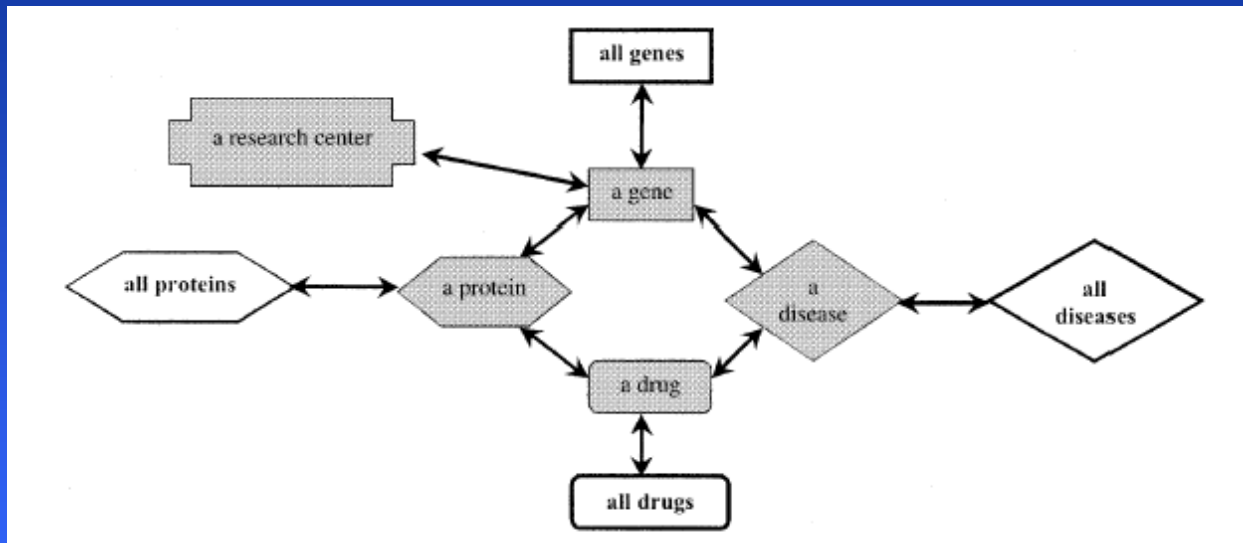 all genes
a research center
a gene
all proteins
a protein
a
disease
all
diseases
a drug
all drugs